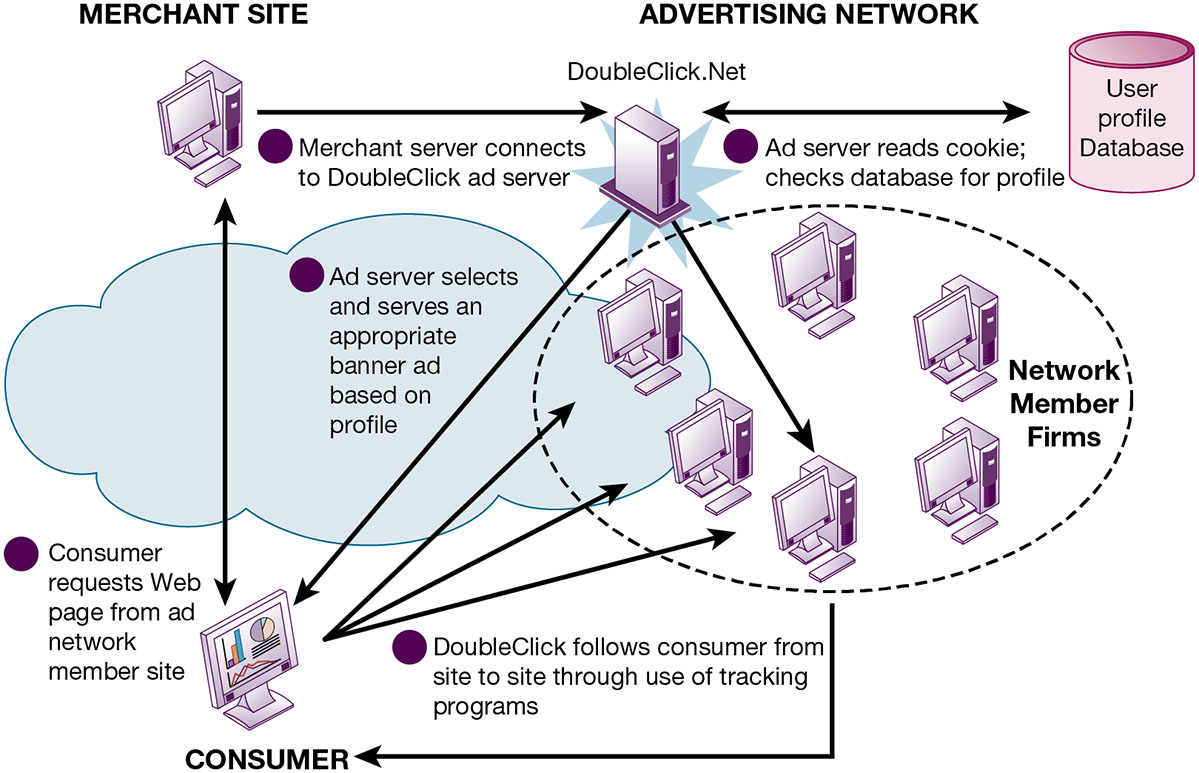 MERCHANT SITE
ADVERTISING NETWORK
DoubleClick.Net
User
profile
Database
Merchant server connects
to DoubleClick ad server
Ad server reads cookie;
checks database for profile
Ad server selects
and serves an
appropriate
banner ad
based on
profile
Network
Member
Firms
Consumer
requests Web
page from ad
network
member site
DoubleClick follows consumer from
site to site through use of tracking
programs
CONSUMER